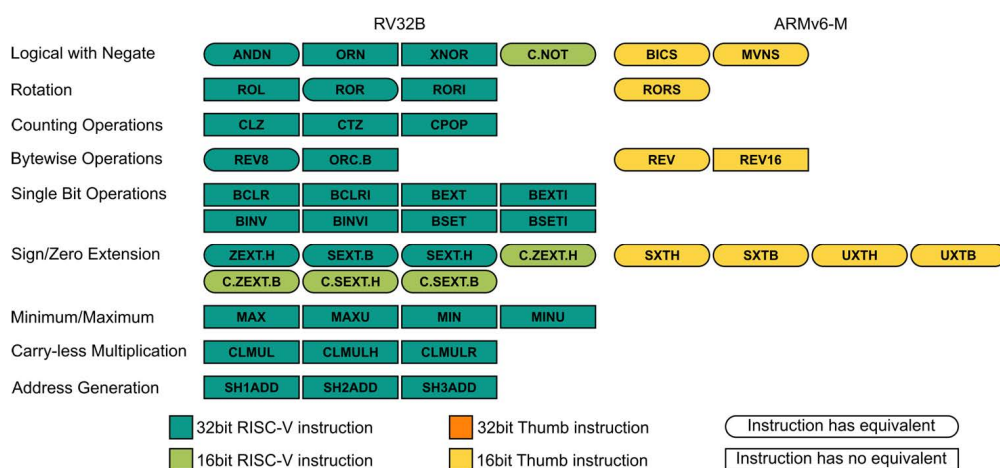 RV32B ARMv6-M
Logical with Negate ANDN ORN XNOR C.NOT BICS MVNS
Rotation ROL ROR RORI RORS
Counting Operations CLZ CTZ CPOP
Bytewise Operations REV8 ORC.B REV REV16
Single Bit Operations BCLR BCLRI BEXT BEXTI
BINV BINVI BSET BSETI
Sign/Zero Extension ZEXT.H SEXT.B SEXT.H C.ZEXT.H SXTH SXTB UXTH UXTB
C.ZEXT.B C.SEXT.H C.SEXT.B
Minimum/Maximum MAX MAXU MIN MINU
Carry-less Multiplication CLMUL CLMULH CLMULR
Address Generation SH1ADD SH2ADD SH3ADD
32bit RISC-V instruction 32bit Thumb instruction Instruction has equivalent
16bit RISC-V instruction 16bit Thumb instruction Instruction has no equivalent